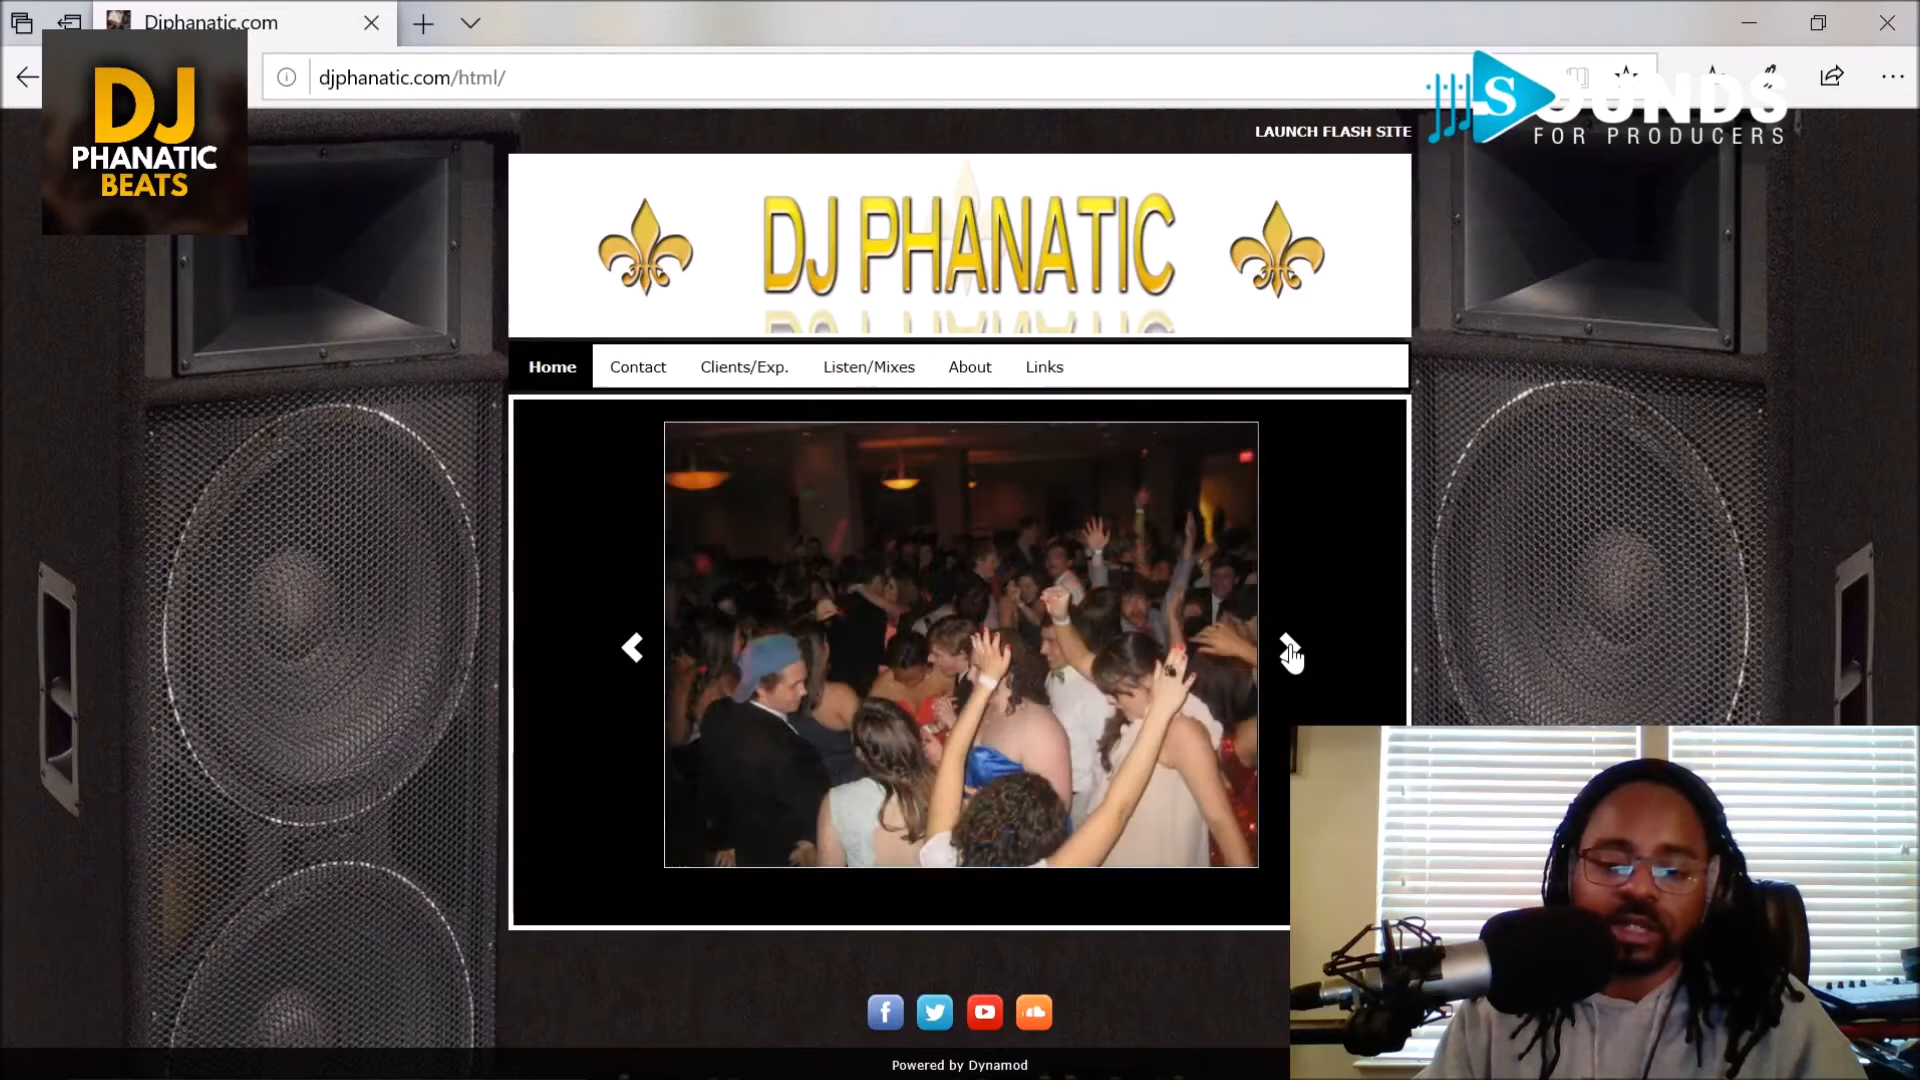 Djphanatic.com
djphanatic.com/html/
DJ
PHANATIC
BEATS
SOUNDS
FOR PRODUCERS
LAUNCH FLASH SITE
DJ PHANATIC
Home Contact Clients/Exp. Listen/Mixes About Links
Powered by Dynamod